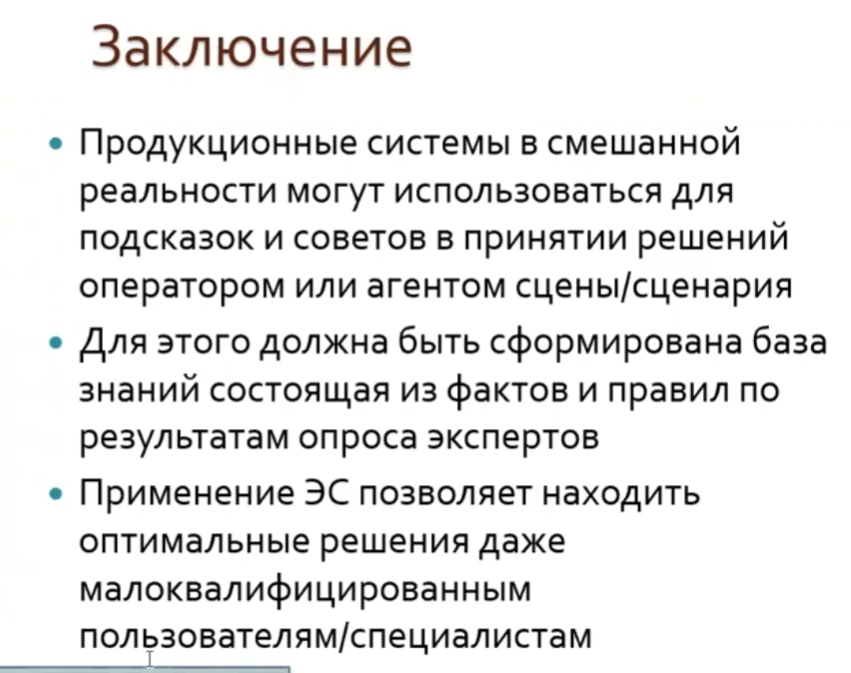 Заключение
• Продукционные системы в смешанной
реальности могут использоваться для
подсказок и советов в принятии решений
оператором или агентом сцены/сценария
• Для этого должна быть сформирована база
знаний состоящая из фактов и правил по
результатам опроса экспертов
• Применение ЭС позволяет находить
оптимальные решения даже
малоквалифицированным
пользователям/специалистам